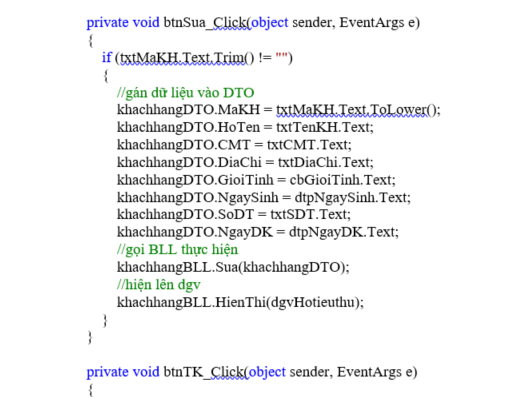 private void btnSua_Click(object sender, EventArgs e)
{
if (txtMaKH.Text.Trim() != "")
{
//gán dữ liệu vào DTO
khachhangDTO.MaKH = txtMaKH.Text.ToLower();
khachhangDTO.HoTen = txtTenKH.Text;
khachhangDTO.CMT = txtCMT.Text;
khachhangDTO.DiaChi = txtDiaChi.Text;
khachhangDTO.GioiTinh = cbGioiTinh.Text;
khachhangDTO.NgaySinh = dtpNgaySinh.Text;
khachhangDTO.SoDT = txtSDT.Text;
khachhangDTO.NgayDK = dtpNgayDK.Text;
//gọi BLL thực hiện
khachhangBLL.Sua(khachhangDTO);
//hiện lên dgv
khachhangBLL.HienThi(dgvHotieuthu);
}
}
private void btnTK_Click(object sender, EventArgs e)
{